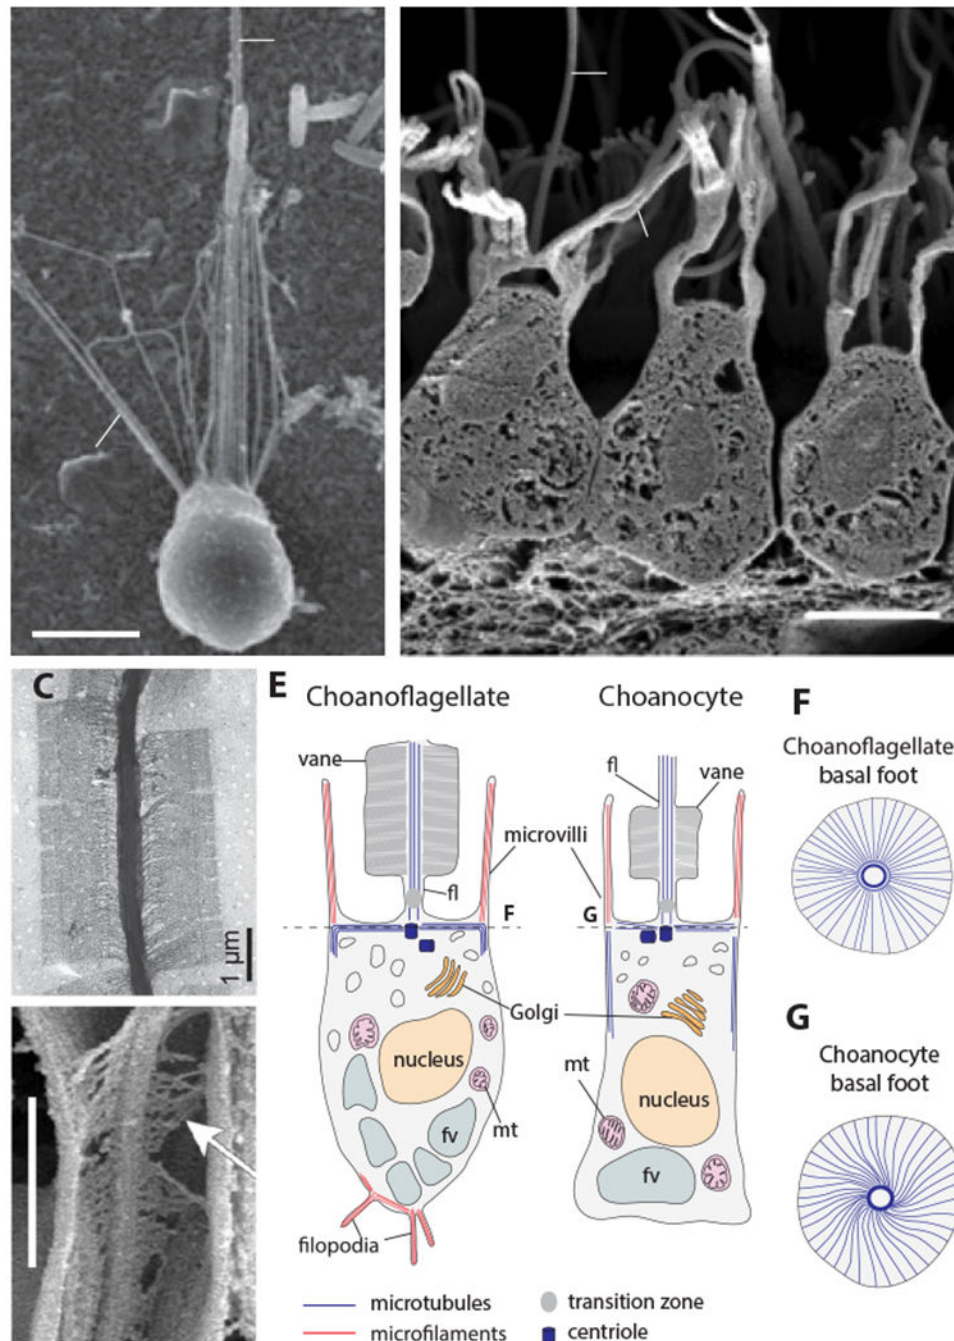 C
1 µm
E
Choanoflagellate
Choanocyte
vane
fl
vane
microvilli
fl
F
G
Golgi
nucleus
mt
mt
nucleus
fv
fv
filopodia
microtubules
transition zone
microfilaments
centriole
F
Choanoflagellate
basal foot
G
Choanocyte
basal foot